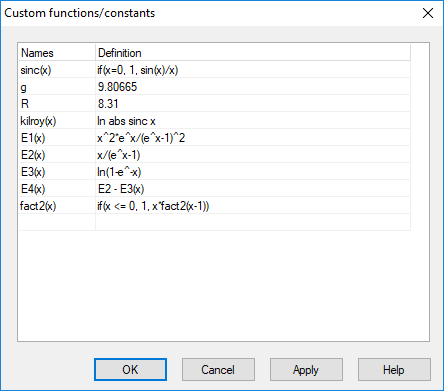 Custom functions/constants
Names Definition
sinc(x) if(x=0, 1, sin(x)/x)
g 9.80665
R 8.31
kilroy(x) ln abs sinc x
E1(x) x^2*e^x/(e^x-1)^2
E2(x) x/(e^x-1)
E3(x) ln(1-e^-x)
E4(x) E2 - E3(x)
fact2(x) if(x <= 0, 1, x*fact2(x-1))
OK Cancel Apply Help